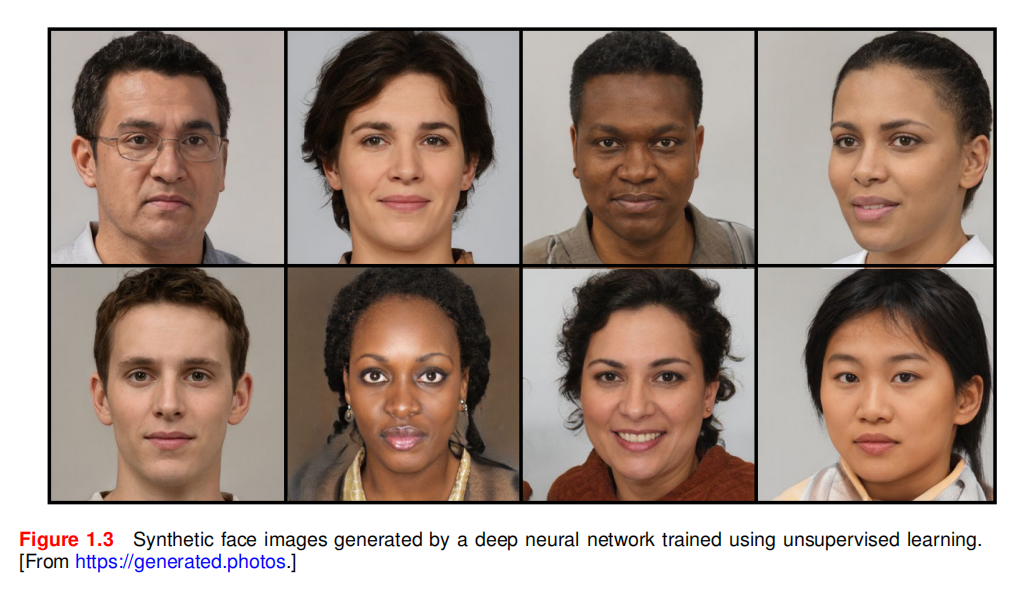 Figure 1.3 Synthetic face images generated by a deep neural network trained using unsupervised learning.
[From https://generated.photos.]